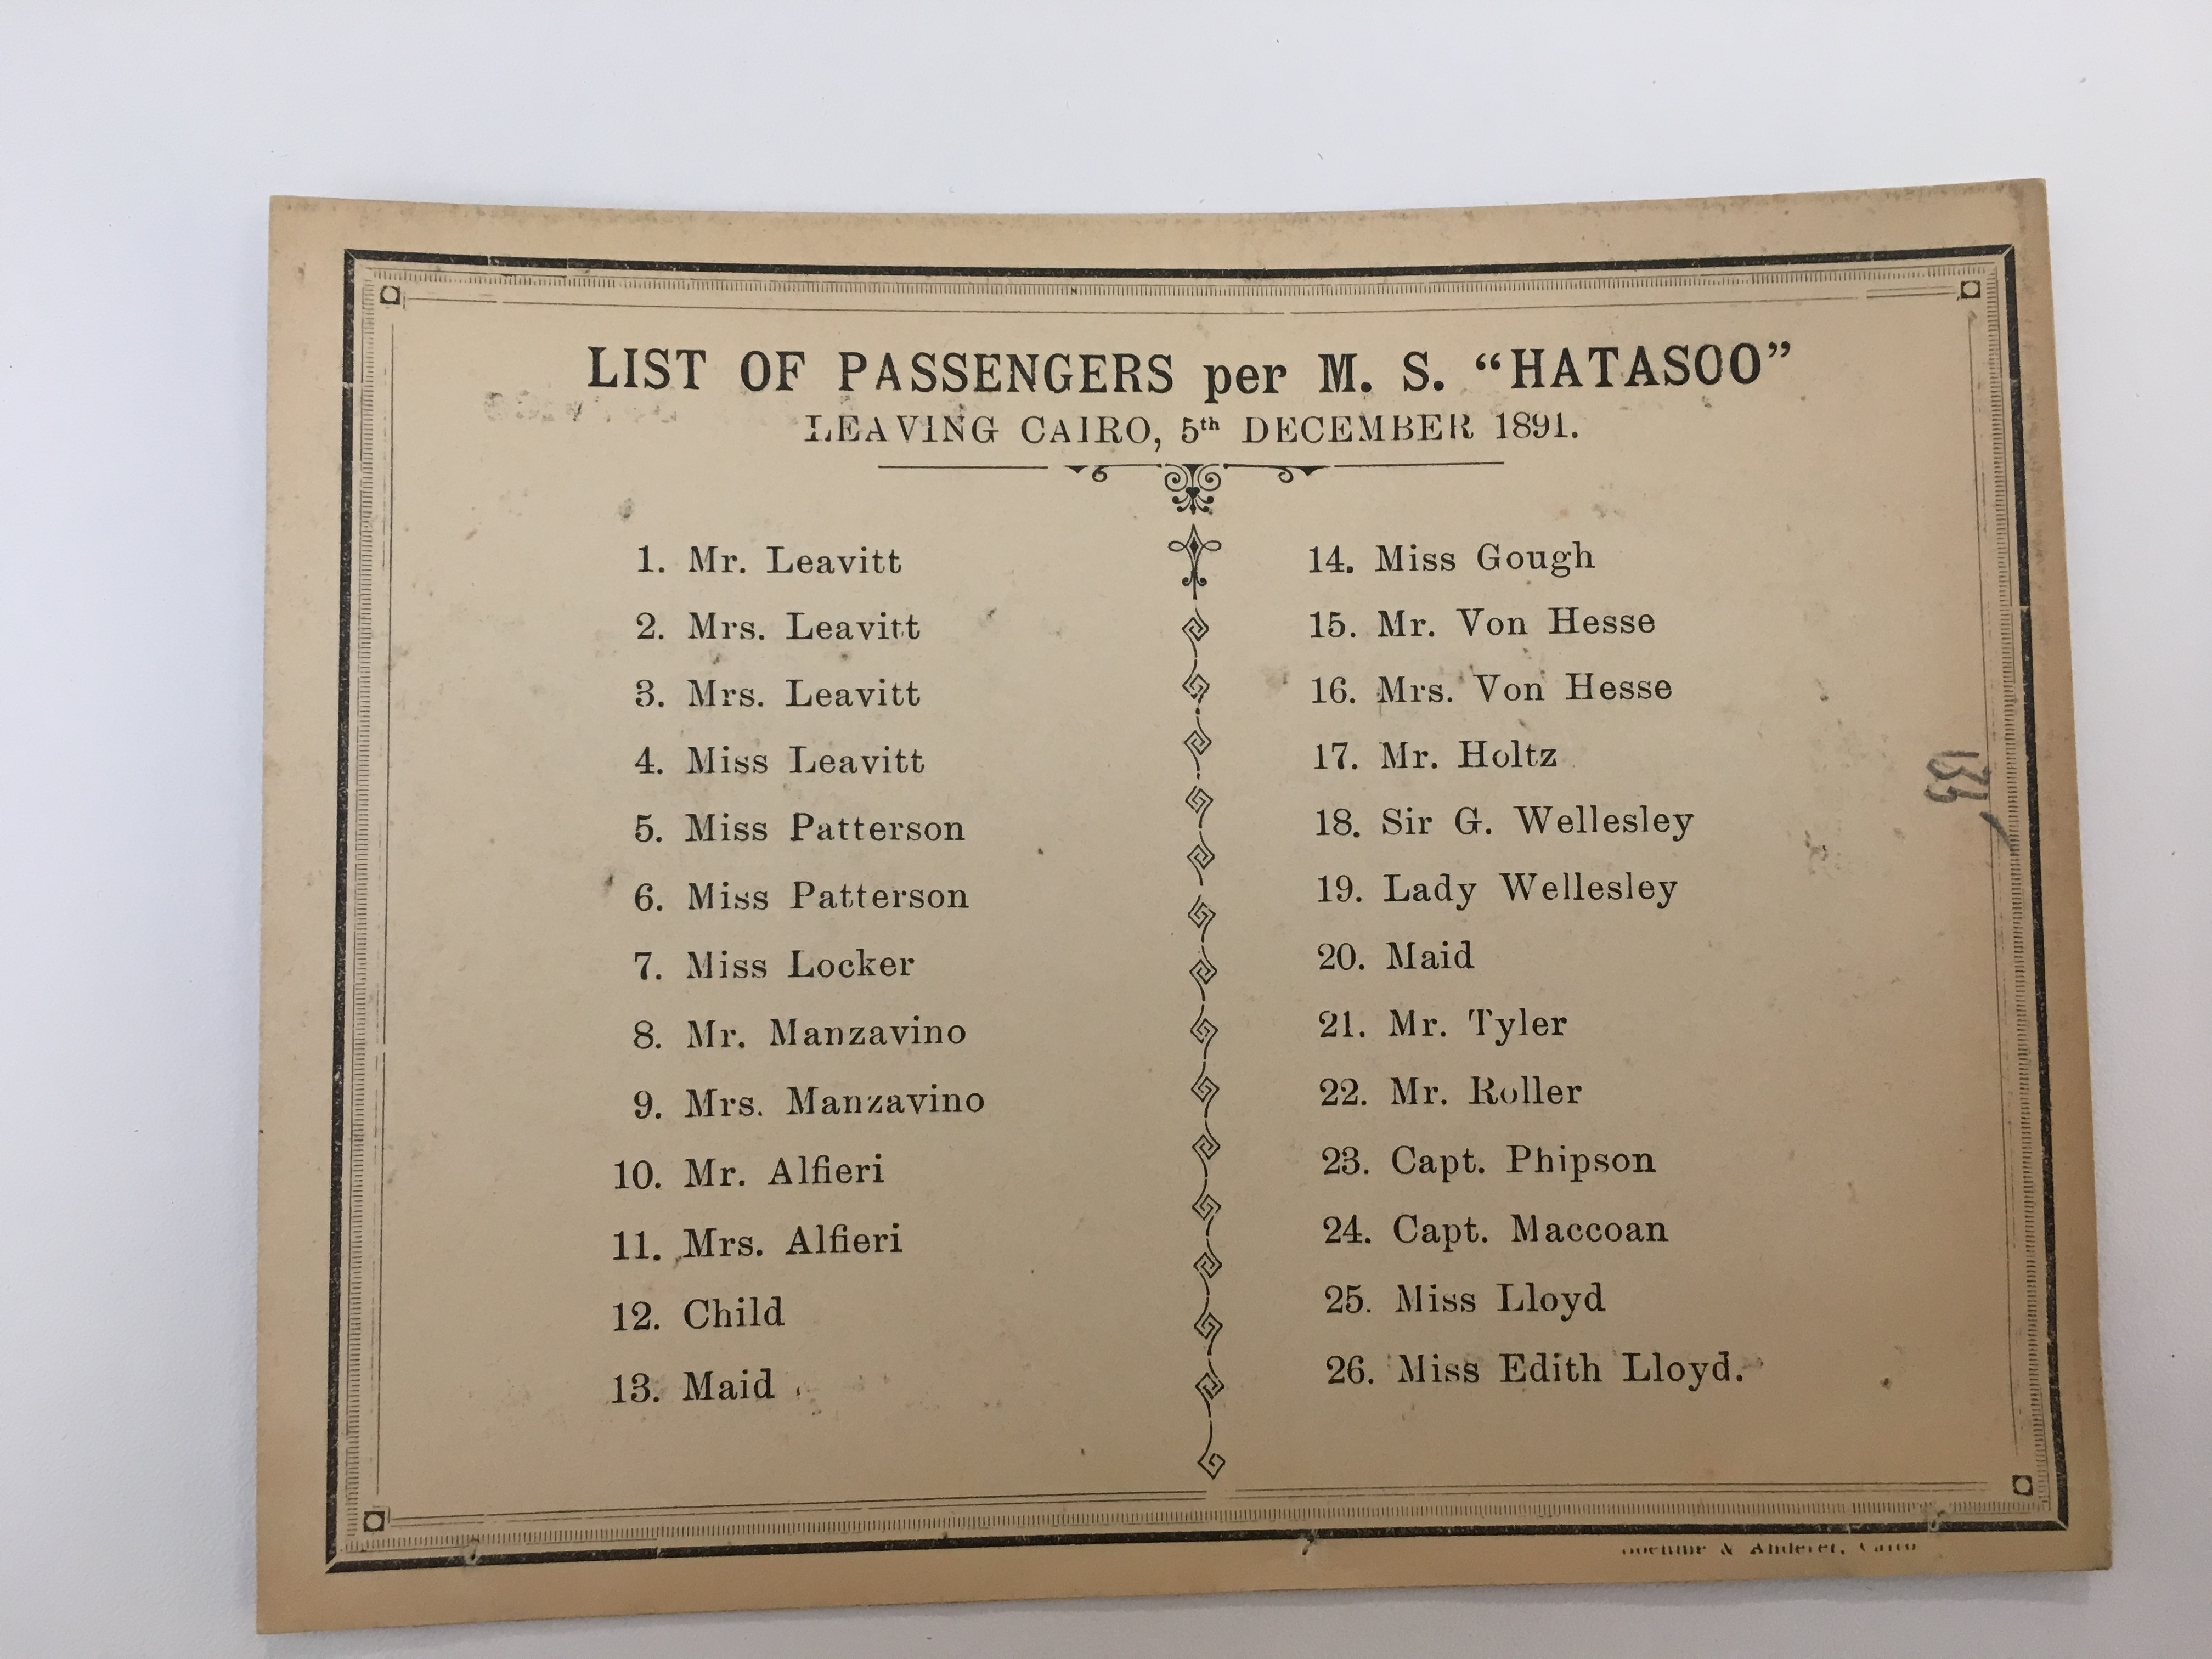 LIST OF PASSENGERS per M. S. “HATASOO”
LEAVING CAIRO, 5th DECEMBER 1891.
1. Mr. Leavitt
2. Mrs. Leavitt
3. Mrs. Leavitt
4. Miss Leavitt
5. Miss Patterson
6. Miss Patterson
7. Miss Locker
8. Mr. Manzavino
9. Mrs. Manzavino
10. Mr. Alfieri
11. Mrs. Alfieri
12. Child
13. Maid
14. Miss Gough
15. Mr. Von Hesse
16. Mrs. Von Hesse
17. Mr. Holtz
18. Sir G. Wellesley
19. Lady Wellesley
20. Maid
21. Mr. Tyler
22. Mr. Roller
23. Capt. Phipson
24. Capt. Maccoan
25. Miss Lloyd
26. Miss Edith Lloyd.
& Anderer, Cairo